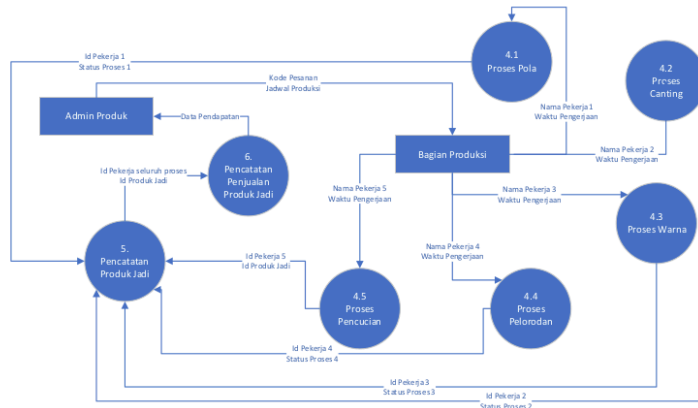 Id Pekerja 1
Status Proses 1
4.1
Proses Pola
4.2
Proses
Canting
Kode Pesanan
Jadwal Produksi
Admin Produk
Data Pendapatan
Nama Pekerja 1
Waktu Pengerjaan
Bagian Produksi
Nama Pekerja 2
Waktu Pengerjaan
6.
Pencatatan
Penjualan
Produk Jadi
Id Pekerja seluruh proses
Id Produk Jadi
Nama Pekerja 5
Waktu Pengerjaan
Nama Pekerja 3
Waktu Pengerjaan
4.3
Proses Warna
5.
Pencatatan
Produk Jadi
Nama Pekerja 4
Waktu Pengerjaan
Id Pekerja 5
Id Produk Jadi
4.5
Proses
Pencucian
4.4
Proses
Pelorodan
Id Pekerja 4
Status Proses 4
Id Pekerja 3
Status Proses 3
Id Pekerja 2
Status Proses 2